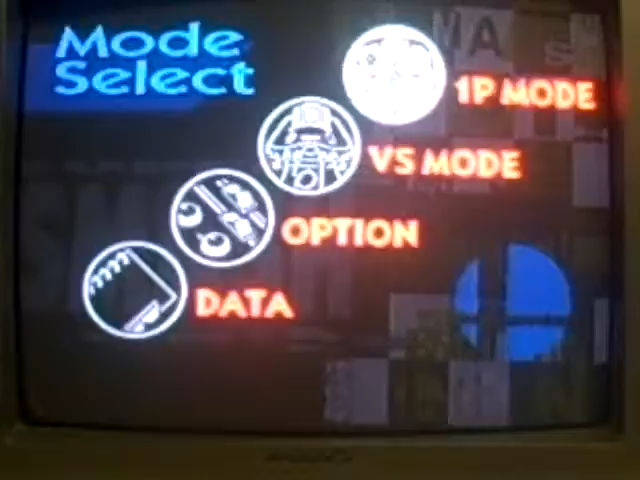 Mode
Select
1P MODE
VS MODE
OPTION
DATA